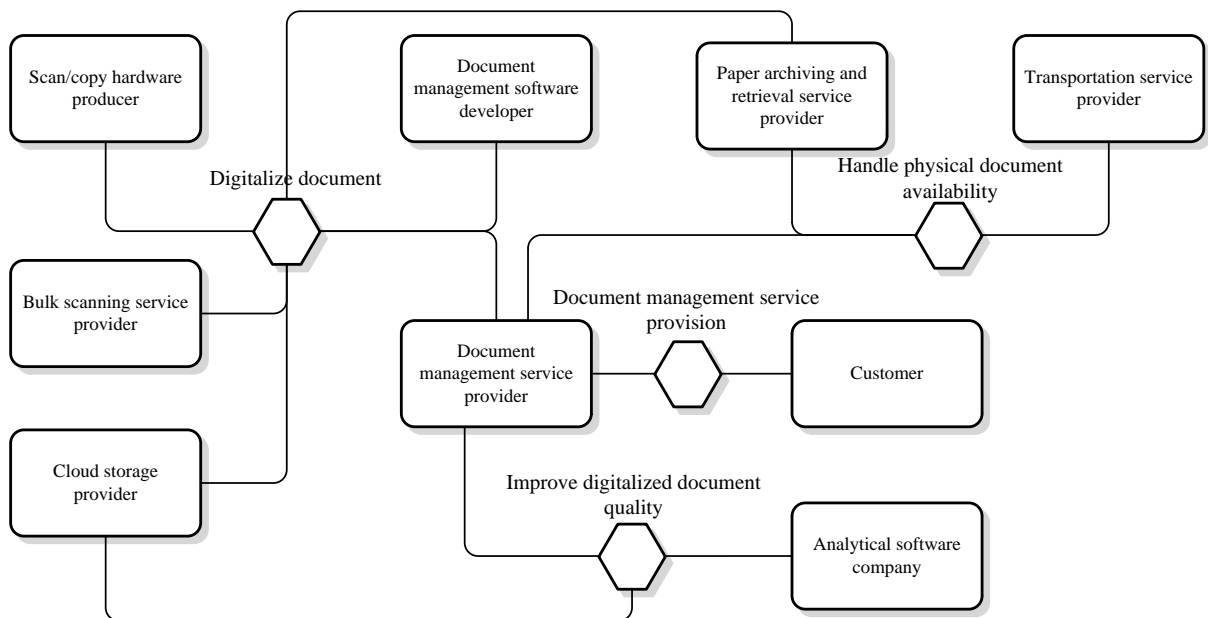 Scan/copy hardware
producer
Document
management software
developer
Paper archiving and
retrieval service
provider
Transportation service
provider
Digitalize document
Handle physical document
availability
Bulk scanning service
provider
Document management service
provision
Document
management service
provider
Customer
Cloud storage
provider
Improve digitalized document
quality
Analytical software
company